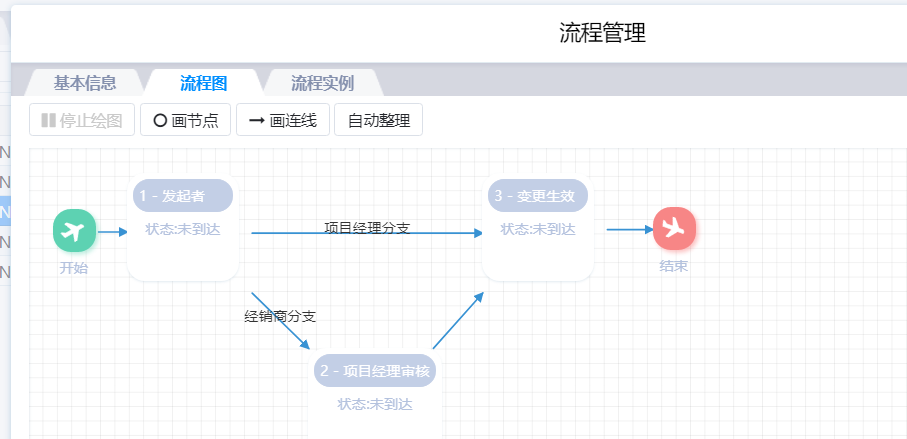 流程管理
基本信息 流程图 流程实例
停止绘图 画节点 画连线 自动整理
N
N
N
N
N
1 - 发起者
状态:未到达
3 - 变更生效
状态:未到达
项目经理分支
开始
结束
经销商分支
2 - 项目经理审核
状态:未到达